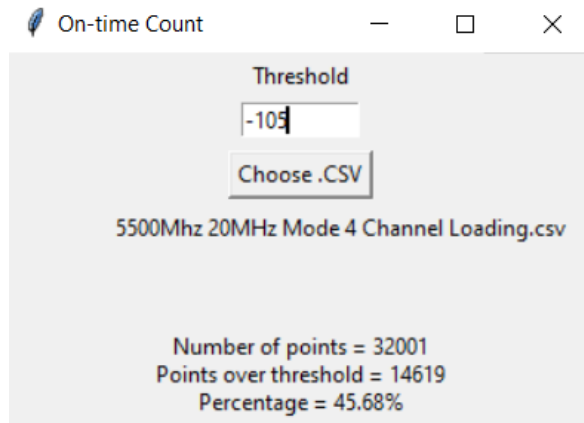 On-time Count
Threshold
-105
Choose .CSV
5500Mhz 20MHz Mode 4 Channel Loading.csv
Number of points = 32001
Points over threshold = 14619
Percentage = 45.68%